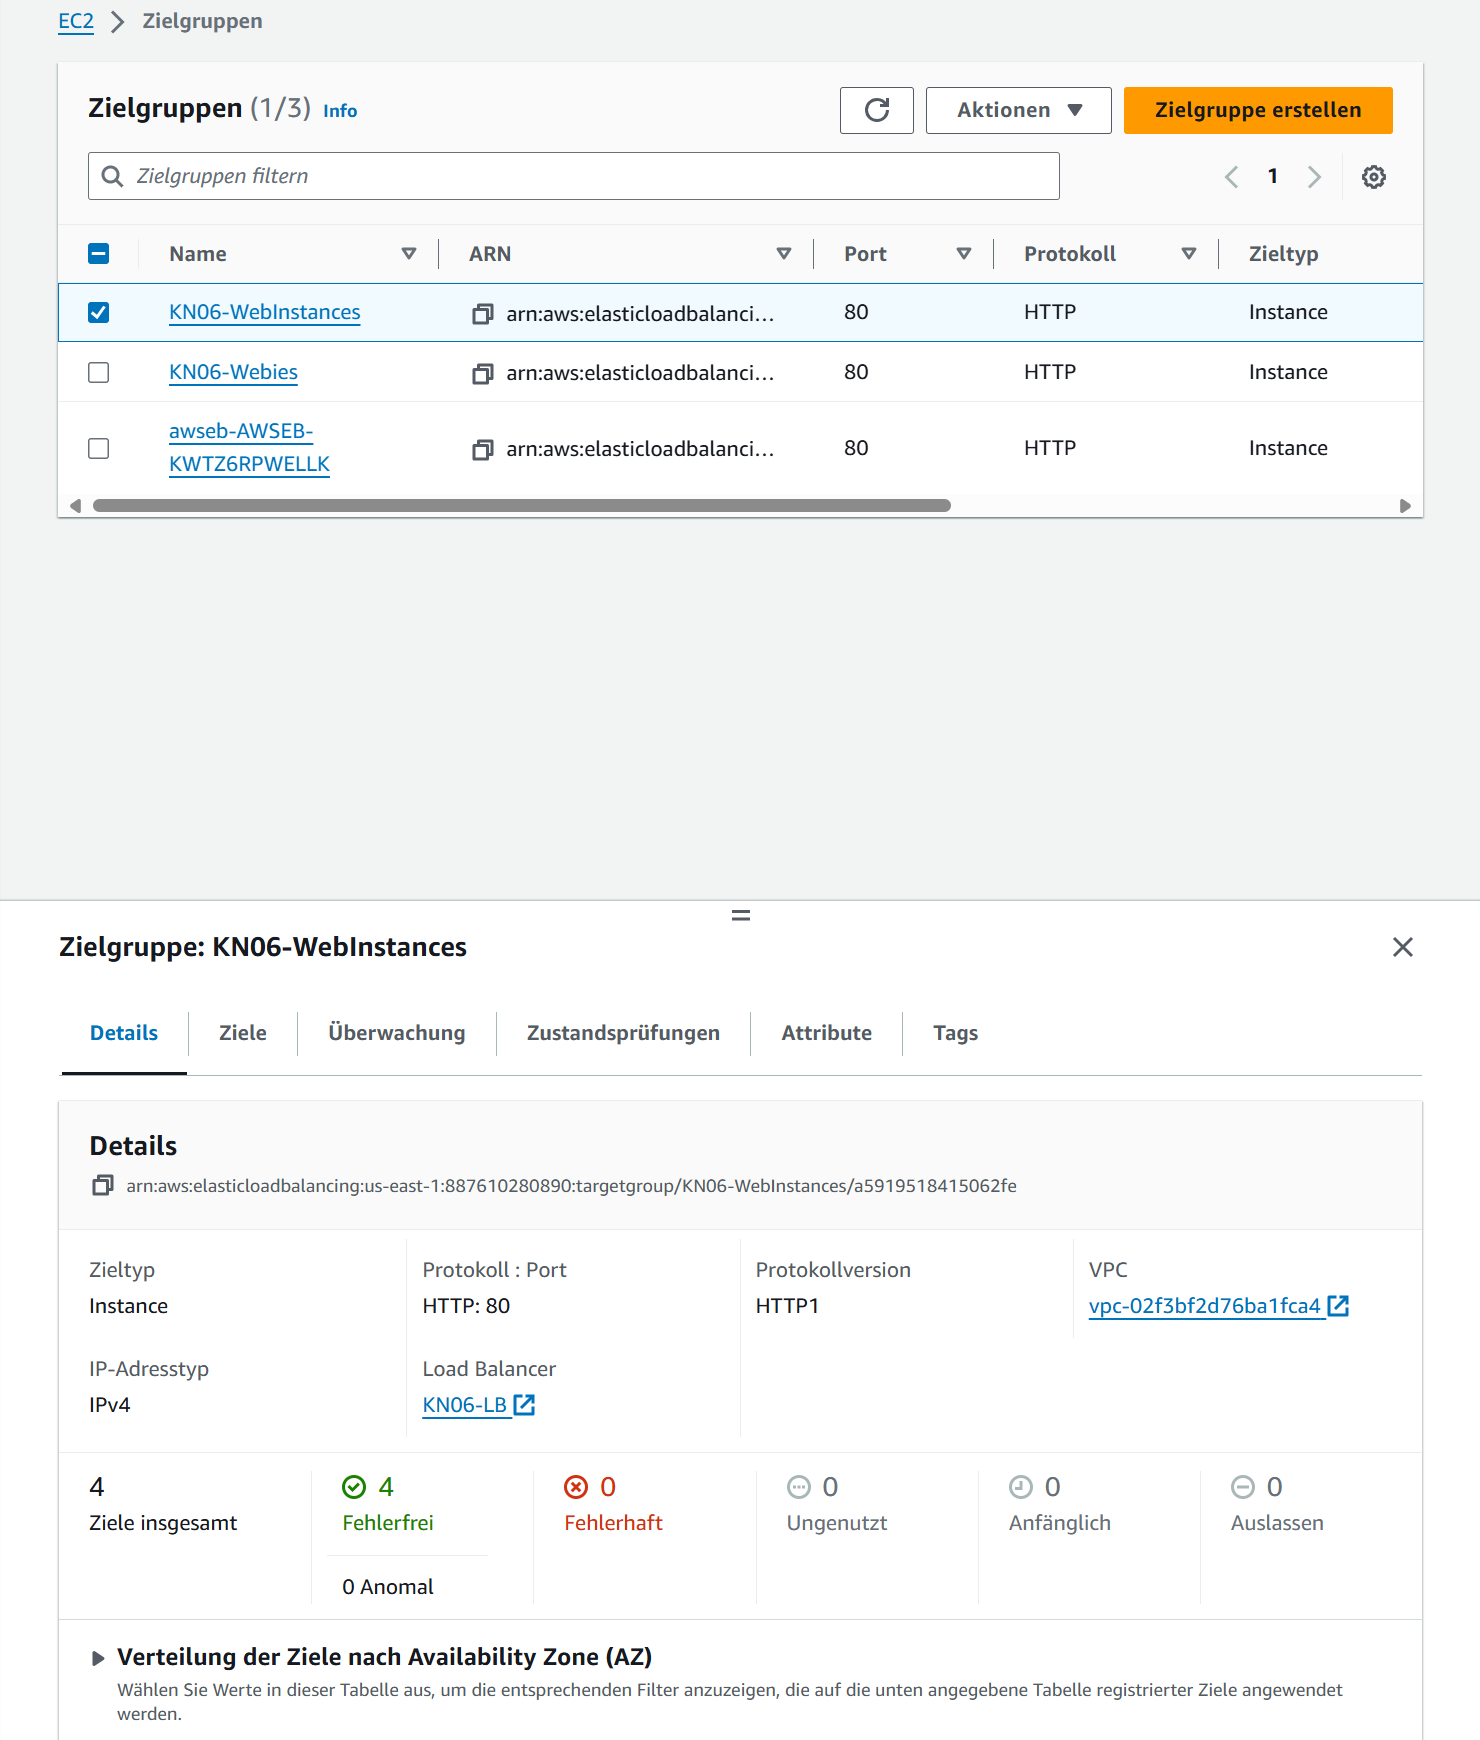 EC2 Zielgruppen
Zielgruppen (1/3) Info
Aktionen
Zielgruppe erstellen
Zielgruppen filtern
1
Name ARN Port Protokoll Zieltyp
KN06-WebInstances arn:aws:elasticloadbalanci... 80 HTTP Instance
KN06-Webies arn:aws:elasticloadbalanci... 80 HTTP Instance
awseb-AWSEB-
KWTZ6RPWELLK arn:aws:elasticloadbalanci... 80 HTTP Instance
Zielgruppe: KN06-WebInstances
Details Ziele Überwachung Zustandsprüfungen Attribute Tags
Details
arn:aws:elasticloadbalancing:us-east-1:887610280890:targetgroup/KN06-WebInstances/a5919518415062fe
Zieltyp Protokoll : Port Protokollversion VPC
Instance HTTP: 80 HTTP1 vpc-02f3bf2d76ba1fca4
IP-Adresstyp Load Balancer
IPv4 KN06-LB
4 4 0 0 0 0
Ziele insgesamt Fehlerfrei Fehlerhaft Ungenutzt Anfänglich Auslassen
0 Anomal
Verteilung der Ziele nach Availability Zone (AZ)
Wählen Sie Werte in dieser Tabelle aus, um die entsprechenden Filter anzuzeigen, die auf die unten angegebene Tabelle registrierter Ziele angewendet
werden.